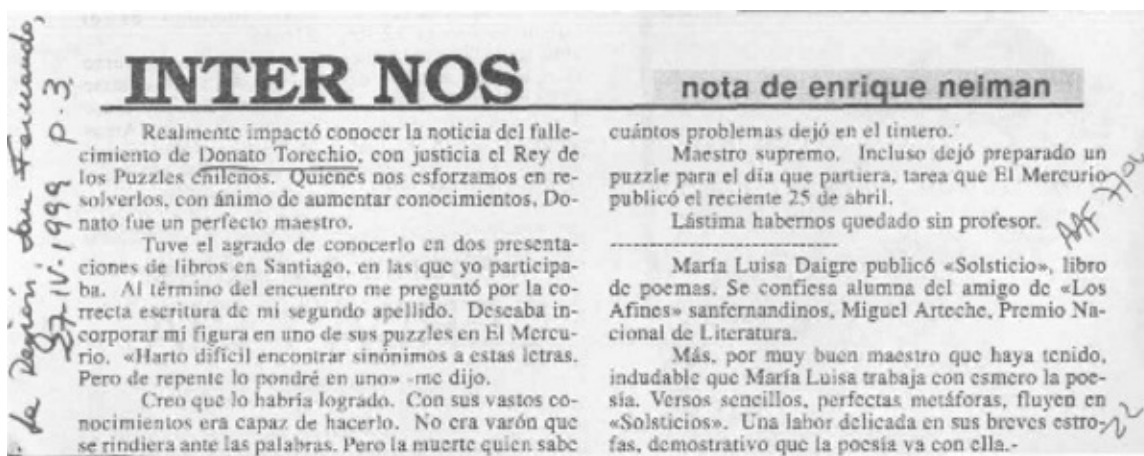 INTER NOS
nota de enrique neiman
Realmente impactó conocer la noticia del falle-
cimiento de Donato Torechio, con justicia el Rey de
los Puzzles chilenos. Quienes nos esforzamos en re-
solverlos, con ánimo de aumentar conocimientos, Do-
nato fue un perfecto maestro.
Tuve el agrado de conocerlo en dos presenta-
ciones de libros en Santiago, en las que yo participa-
ba. Al término del encuentro me preguntó por la co-
rrecta escritura de mi segundo apellido. Deseaba in-
corporar mi figura en uno de sus puzzles en El Mercu-
rio. «Harto difícil encontrar sinónimos a estas letras.
Pero de repente lo pondré en uno» -me dijo.
Creo que lo habría logrado. Con sus vastos co-
nocimientos era capaz de hacerlo. No era varón que
se rindiera ante las palabras. Pero la muerte quien sabe
cuántos problemas dejó en el tintero.
Maestro supremo. Incluso dejó preparado un
puzzle para el día que partiera, tarea que El Mercurio
publicó el reciente 25 de abril.
Lástima habernos quedado sin profesor.
----------------------------
María Luisa Daigre publicó «Solsticio», libro
de poemas. Se confiesa alumna del amigo de «Los
Afines» sanfernandinos, Miguel Arteche, Premio Na-
cional de Literatura.
Más, por muy buen maestro que haya tenido,
indudable que María Luisa trabaja con esmero la poe-
sía. Versos sencillos, perfectas metáforas, fluyen en
«Solsticios». Una labor delicada en sus breves estro-
fas, demostrativo que la poesía va con ella.-
La Región, San Fernando,
27-IV-1999 p. 3.